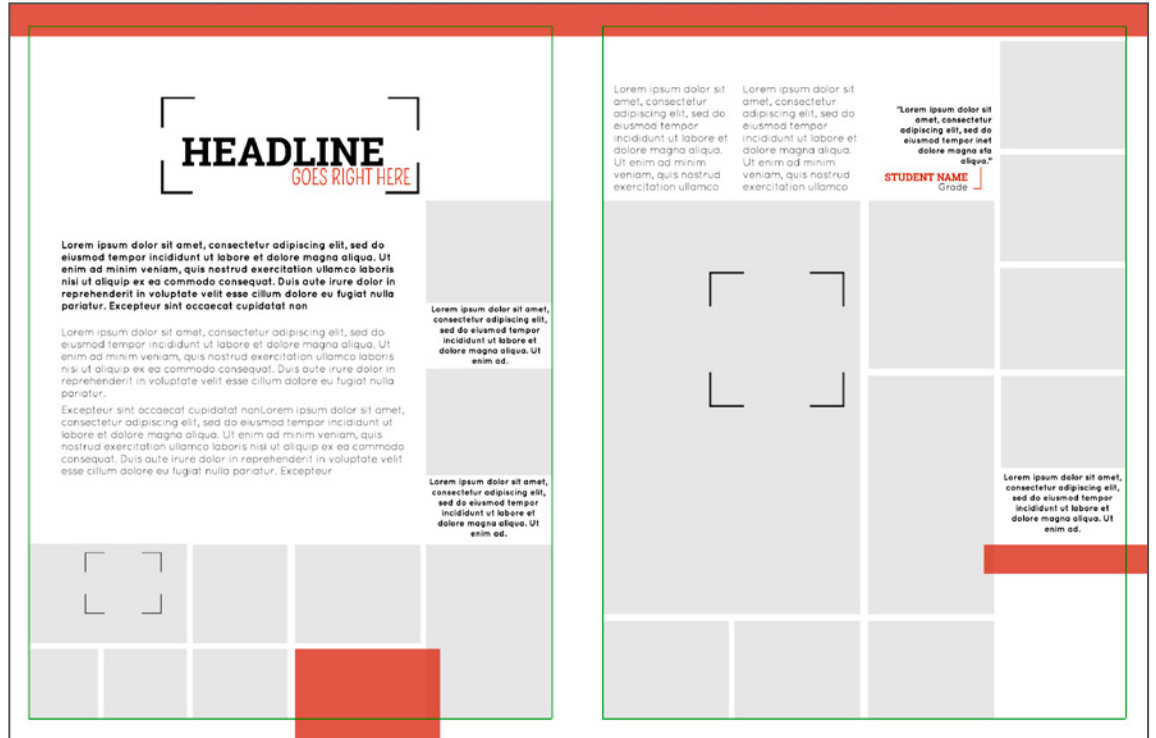 HEADLINE
GOES RIGHT HERE
Lorem ipsum dolor sit amet, consectetur adipiscing elit, sed do
eiusmod tempor incididunt ut labore et dolore magna aliqua. Ut
enim ad minim veniam, quis nostrud exercitation ullamco laboris
nisi ut aliquip ex ea commodo consequat. Duis aute irure dolor in
reprehenderit in voluptate velit esse cillum dolore eu fugiat nulla
pariatur. Excepteur sint occaecat cupidatat non
Lorem ipsum dolor sit amet, consectetur adipiscing elit, sed do
eiusmod tempor incididunt ut labore et dolore magna aliqua. Ut
enim ad minim veniam, quis nostrud exercitation ullamco laboris
nisi ut aliquip ex ea commodo consequat. Duis aute irure dolor in
reprehenderit in voluptate velit esse cillum dolore eu fugiat nulla
pariatur.
Excepteur sint occaecat cupidatat nonLorem ipsum dolor sit amet,
consectetur adipiscing elit, sed do eiusmod tempor incididunt ut
labore et dolore magna aliqua. Ut enim ad minim veniam, quis
nostrud exercitation ullamco laboris nisi ut aliquip ex ea commodo
consequat. Duis aute irure dolor in reprehenderit in voluptate velit
esse cillum dolore eu fugiat nulla pariatur. Excepteur
Lorem ipsum dolor sit amet,
consectetur adipiscing elit,
sed do eiusmod tempor
incididunt ut labore et
dolore magna aliqua. Ut
enim ad.
Lorem ipsum dolor sit amet,
consectetur adipiscing elit,
sed do eiusmod tempor
incididunt ut labore et
dolore magna aliqua. Ut
enim ad.
Lorem ipsum dolor sit
amet, consectetur
adipiscing elit, sed do
eiusmod tempor
incididunt ut labore et
dolore magna aliqua.
Ut enim ad minim
veniam, quis nostrud
exercitation ullamco
Lorem ipsum dolor sit
amet, consectetur
adipiscing elit, sed do
eiusmod tempor
incididunt ut labore et
dolore magna aliqua.
Ut enim ad minim
veniam, quis nostrud
exercitation ullamco
"Lorem ipsum dolor sit
amet, consectetur
adipiscing elit, sed do
eiusmod tempor inet
dolore magna sfa
aliqua."
STUDENT NAME
Grade
Lorem ipsum dolor sit amet,
consectetur adipiscing elit,
sed do eiusmod tempor
incididunt ut labore et
dolore magna aliqua. Ut
enim ad.